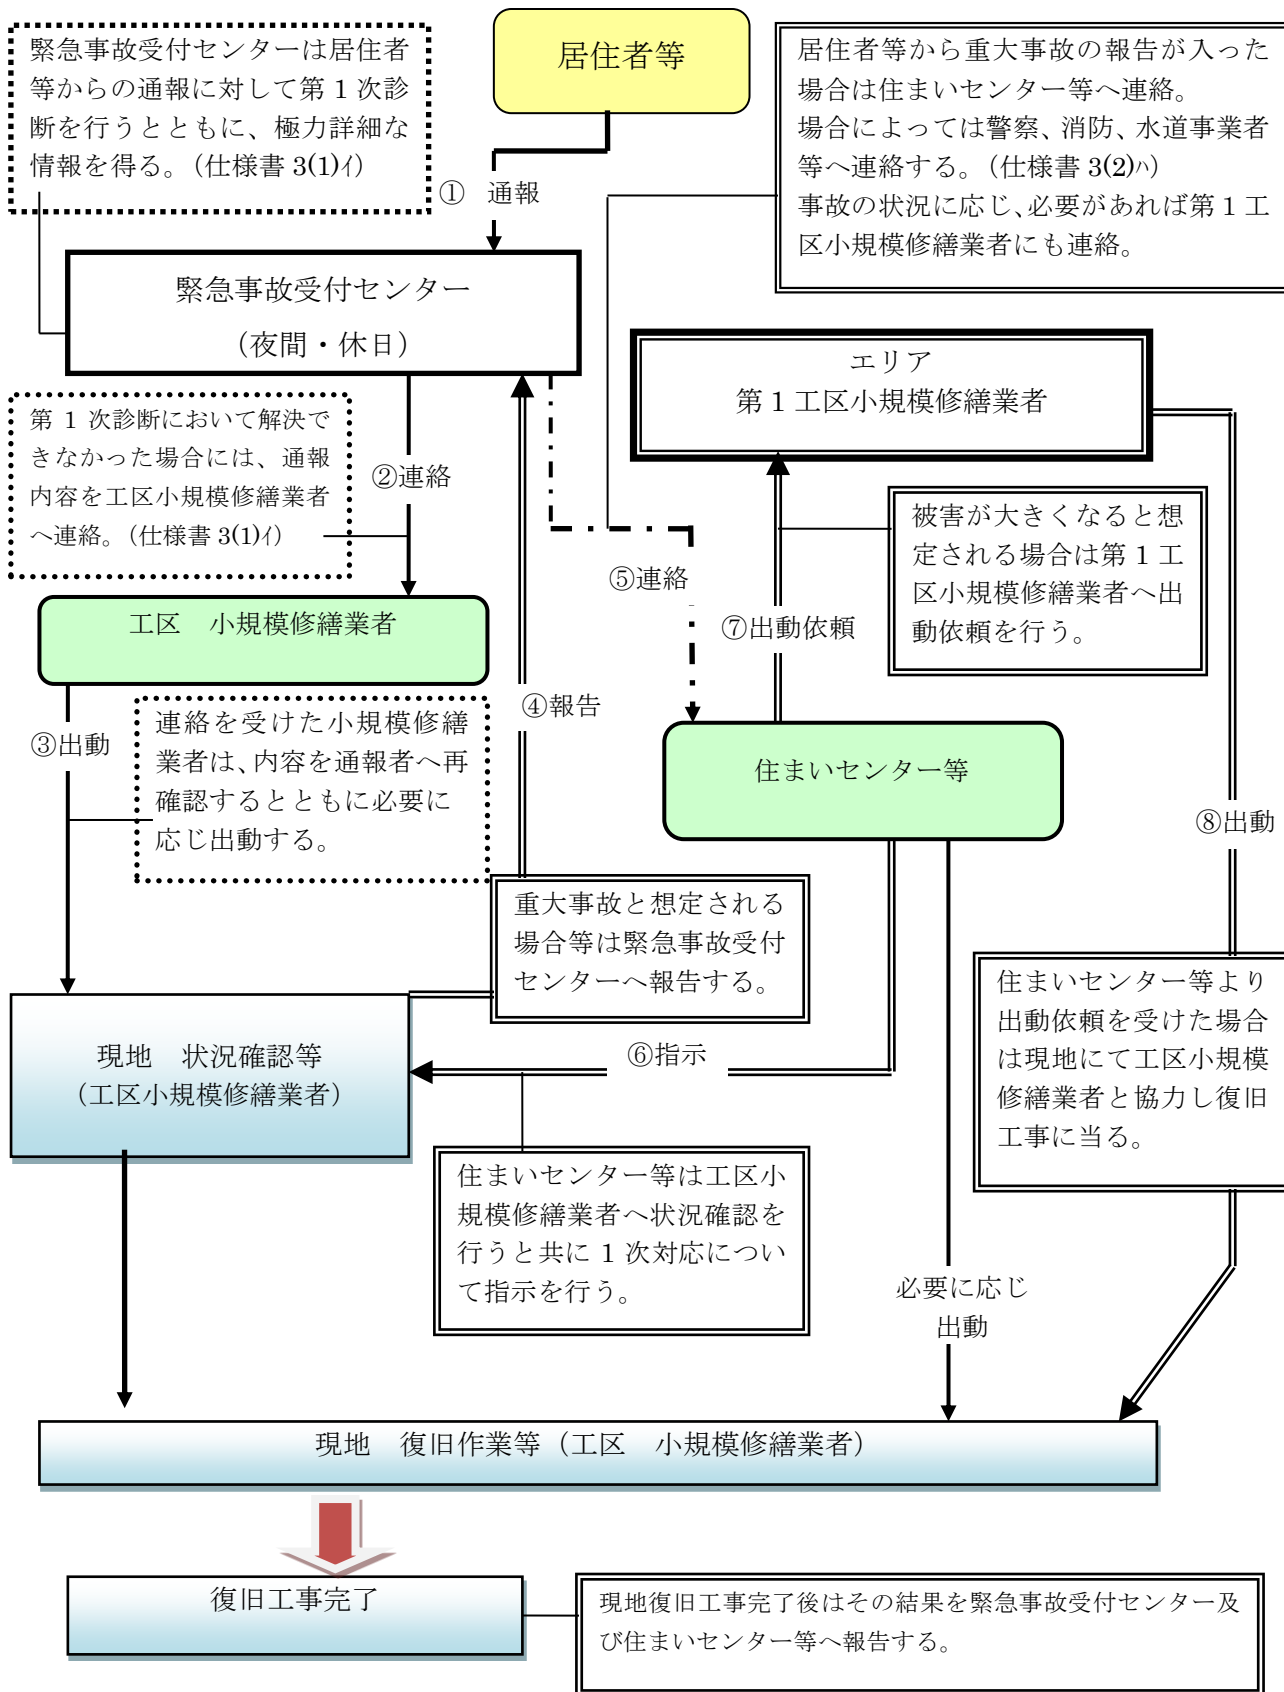 居住者等
緊急事故受付センターは居住者
等からの通報に対して第 1 次診
断を行うとともに、極力詳細な
情報を得る。（仕様書 3(1)ｲ）
居住者等から重大事故の報告が入った
場合は住まいセンター等へ連絡。
場合によっては警察、消防、水道事業者
等へ連絡する。（仕様書 3(2)ﾊ）
事故の状況に応じ、必要があれば第 1 工
区小規模修繕業者にも連絡。
①　通報
緊急事故受付センター
（夜間・休日）
エリア
第 1 工区小規模修繕業者
第 1 次診断において解決で
きなかった場合には、通報
内容を工区小規模修繕業者
へ連絡。（仕様書 3(1)ｲ）
②連絡
被害が大きくなると想
定される場合は第 1 工
区小規模修繕業者へ出
動依頼を行う。
⑤連絡
⑦出動依頼
工区　小規模修繕業者
④報告
③出動
連絡を受けた小規模修繕
業者は、内容を通報者へ再
確認するとともに必要に
応じ出動する。
住まいセンター等
⑧出動
重大事故と想定される
場合等は緊急事故受付
センターへ報告する。
住まいセンター等より
出動依頼を受けた場合
は現地にて工区小規模
修繕業者と協力し復旧
工事に当る。
現地　状況確認等
（工区小規模修繕業者）
⑥指示
住まいセンター等は工区小
規模修繕業者へ状況確認を
行うと共に 1 次対応につい
て指示を行う。
必要に応じ
出動
現地　復旧作業等（工区　小規模修繕業者）
復旧工事完了
現地復旧工事完了後はその結果を緊急事故受付センター及
び住まいセンター等へ報告する。